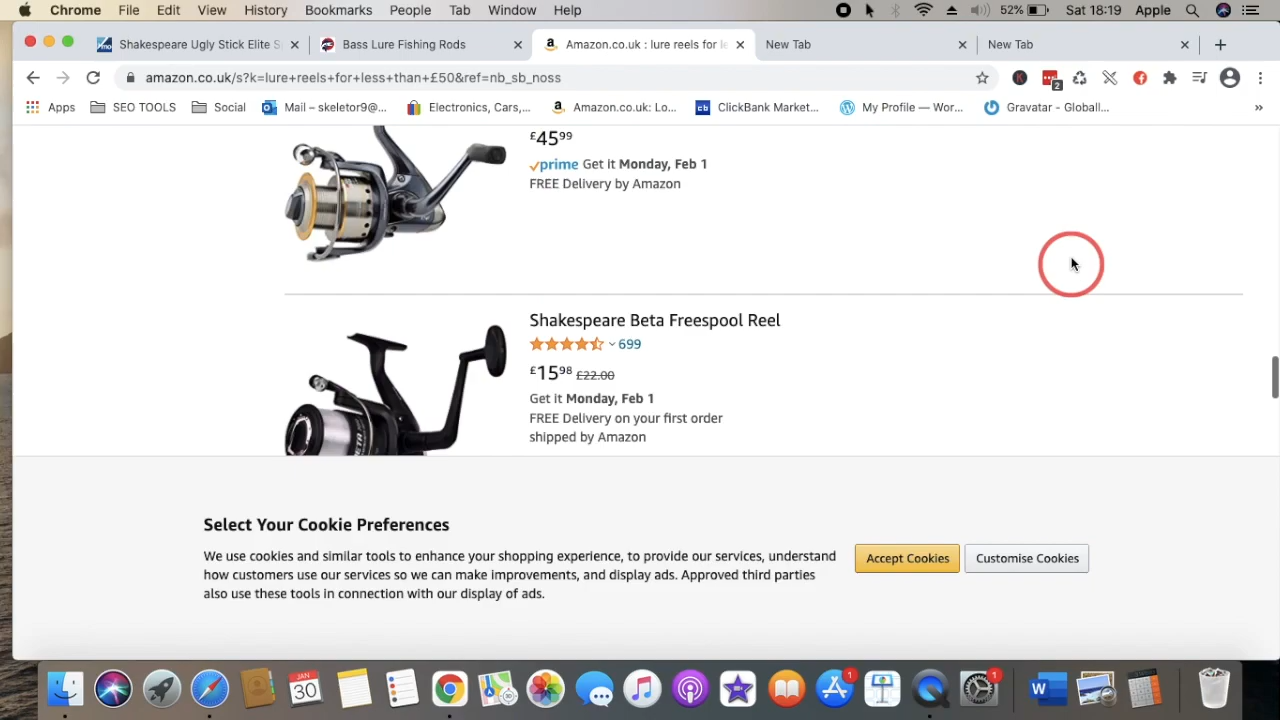 Chrome File Edit View History Bookmarks People Tab Window Help 52% Sat 18:19 Apple
Shakespeare Ugly Stick Elite S Bass Lure Fishing Rods Amazon.co.uk : lure reels for le New Tab New Tab
amazon.co.uk/s?k=lure+reels+for+less+than+£50&ref=nb_sb_noss
Apps SEO TOOLS Social Mail – skeletor9@... Electronics, Cars,... Amazon.co.uk: Lo... ClickBank Market... My Profile — Wor... Gravatar - Globall...
£45 99
prime Get it Monday, Feb 1
FREE Delivery by Amazon
Shakespeare Beta Freespool Reel
699
£15 98 £22.00
Get it Monday, Feb 1
FREE Delivery on your first order
shipped by Amazon
Select Your Cookie Preferences
We use cookies and similar tools to enhance your shopping experience, to provide our services, understand
how customers use our services so we can make improvements, and display ads. Approved third parties
also use these tools in connection with our display of ads.
Accept Cookies Customise Cookies